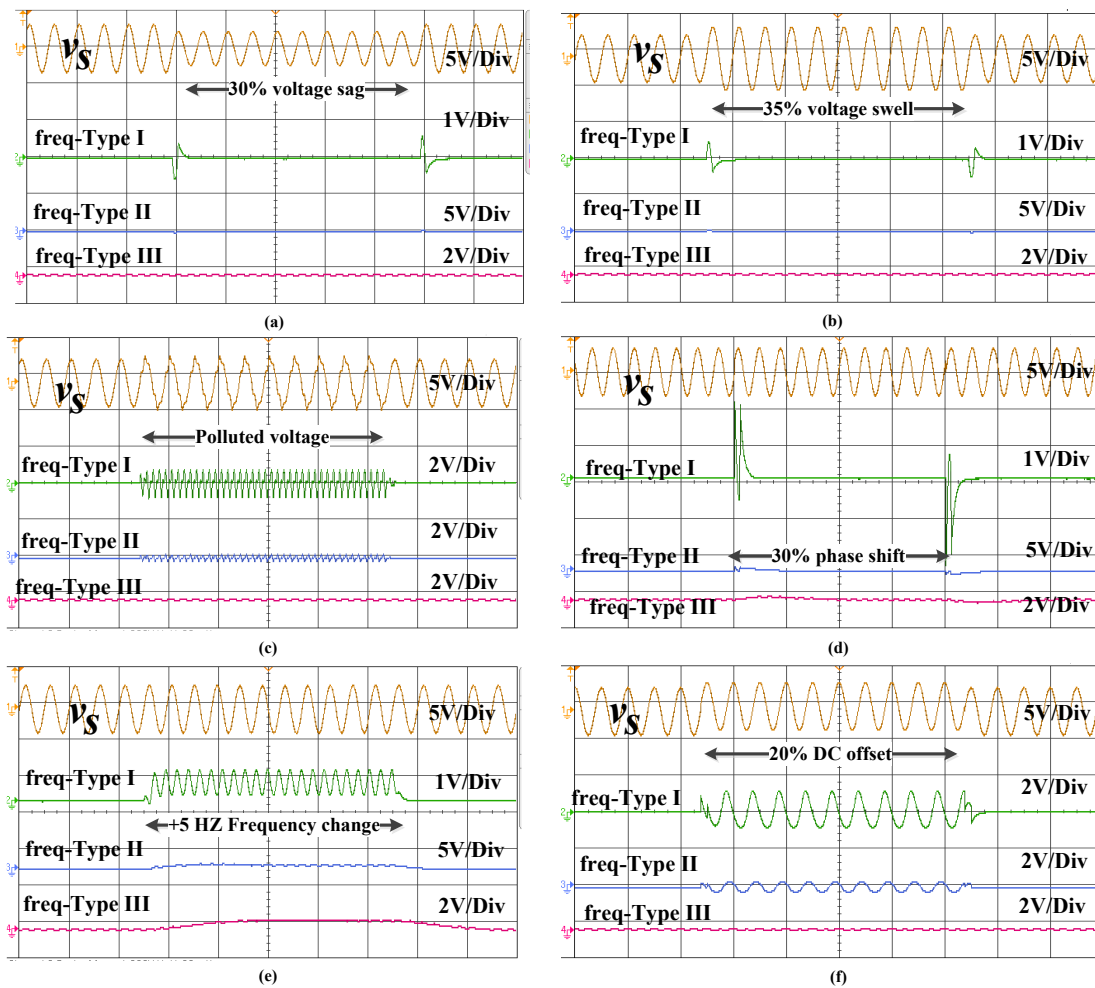 v_S
5V/Div
30% voltage sag
1V/Div
freq-Type I
freq-Type II
5V/Div
freq-Type III
2V/Div
(a)
v_S
5V/Div
35% voltage swell
freq-Type I
1V/Div
freq-Type II
5V/Div
freq-Type III
2V/Div
(b)
v_S
5V/Div
Polluted voltage
freq-Type I
2V/Div
freq-Type II
2V/Div
freq-Type III
2V/Div
(c)
v_S
5V/Div
freq-Type I
1V/Div
freq-Type II
30% phase shift
5V/Div
freq-Type III
2V/Div
(d)
v_S
5V/Div
freq-Type I
1V/Div
+5 HZ Frequency change
freq-Type II
5V/Div
freq-Type III
2V/Div
(e)
v_S
5V/Div
20% DC offset
freq-Type I
2V/Div
freq-Type II
2V/Div
freq-Type III
2V/Div
(f)